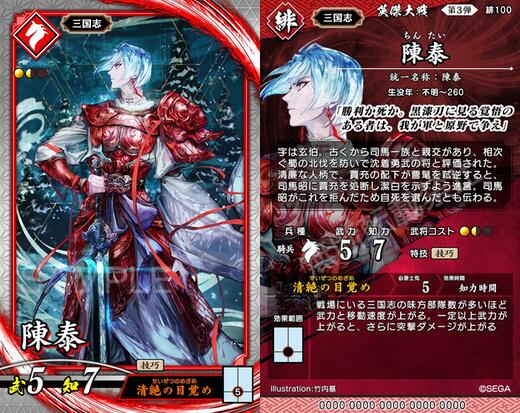 三国志
SAMPLE
陳泰
武5 知7
技巧
せいぜつのめざめ
清絶の目覚め
5
緋
三国志
英傑大戦
第3弾
緋100
ちん たい
陳泰
統一名称：陳泰
生没年：不明～260
「勝利か死か。黒漆刀に見る覚悟の
ある者は、我が軍と原野で争え」
字は玄伯。古くから司馬一族と親交があり、相次
ぐ蜀の北伐を防いで沈着勇武の将と評価された。
清廉な人柄で、賈充の配下が曹髦を弑逆すると、
司馬昭に賈充を処断し潔白を示すよう進言。司馬
昭がこれを拒んだため自死を選んだとも伝わる。
兵種 武力 知力 武将コスト
騎兵 5 7
特技 技巧
せいぜつのめざめ
清絶の目覚め
必要士気 効果時間
5 知力時間
効果範囲
戦場にいる三国志の味方部隊数が多いほど
武力と移動速度が上がる。一定以上武力が
上がると、さらに突撃ダメージが上がる
Illustration:竹内基
©SEGA
0000-0000-0000-0000-0000